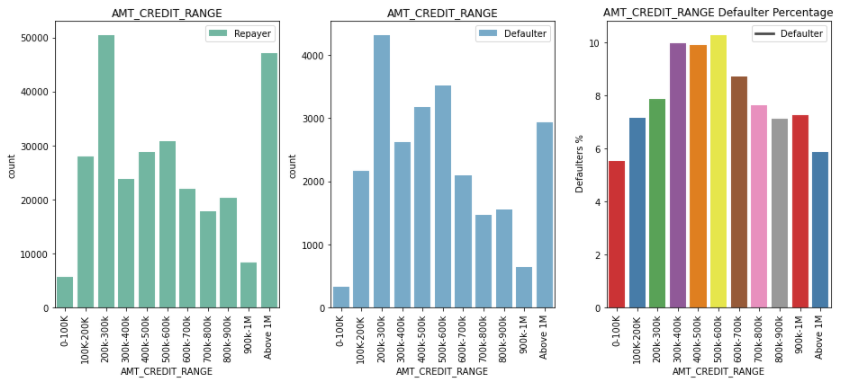 AMT_CREDIT_RANGE
Repayer
50000
40000
30000
20000
10000
0
count
0-100K
100K-200K
200k-300k
300k-400k
400k-500k
500k-600k
600k-700k
700k-800k
800k-900k
900k-1M
Above 1M
AMT_CREDIT_RANGE
AMT_CREDIT_RANGE
Defaulter
4000
3000
2000
1000
0
count
0-100K
100K-200K
200k-300k
300k-400k
400k-500k
500k-600k
600k-700k
700k-800k
800k-900k
900k-1M
Above 1M
AMT_CREDIT_RANGE
AMT_CREDIT_RANGE Defaulter Percentage
Defaulter
10
8
6
4
2
0
Defaulters %
0-100K
100K-200K
200k-300k
300k-400k
400k-500k
500k-600k
600k-700k
700k-800k
800k-900k
900k-1M
Above 1M
AMT_CREDIT_RANGE